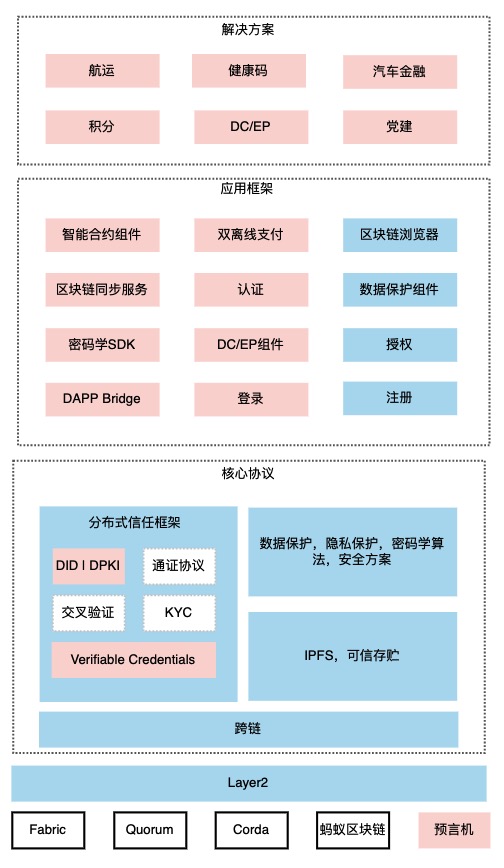 解决方案
航运
健康码
汽车金融
积分
DC/EP
党建
应用框架
智能合约组件
双离线支付
区块链浏览器
区块链同步服务
认证
数据保护组件
密码学SDK
DC/EP组件
授权
DAPP Bridge
登录
注册
核心协议
分布式信任框架
DID | DPKI
通证协议
交叉验证
KYC
Verifiable Credentials
数据保护，隐私保护，密码学算
法，安全方案
IPFS，可信存贮
跨链
Layer2
Fabric
Quorum
Corda
蚂蚁区块链
预言机